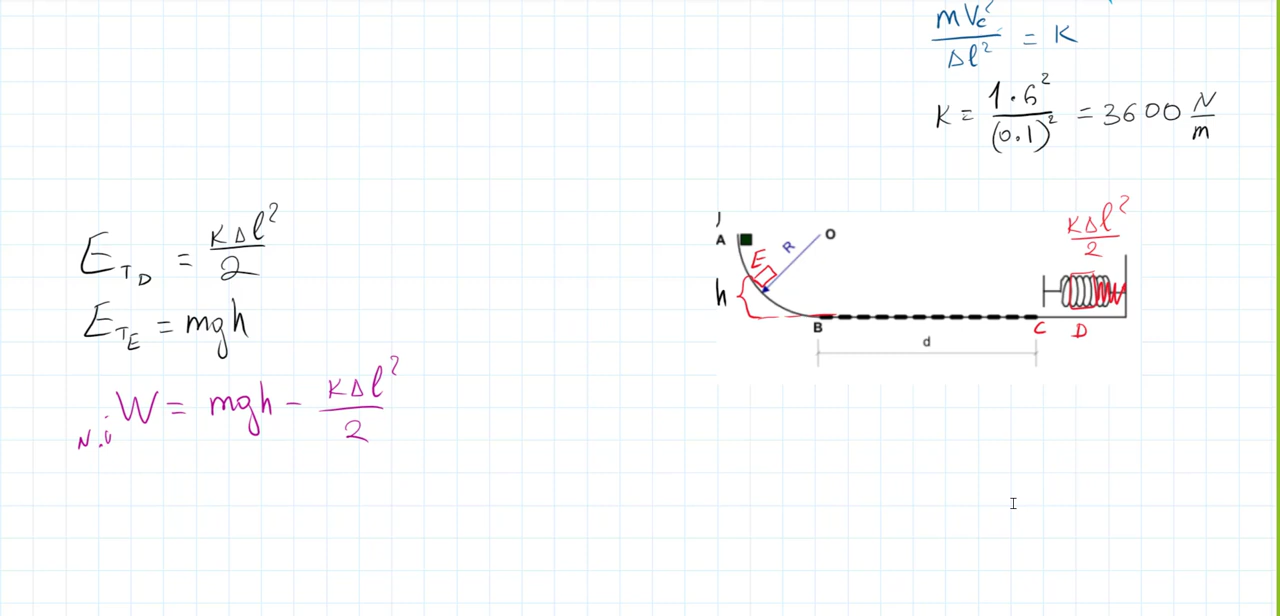 mVc² / Δl² = K
K = 1·6² / (0.1)² = 3600 N/m
E_TD = KΔl² / 2
E_TE = mgh
N.i W = mgh − KΔl² / 2
KΔl² / 2
A
R
O
E
h
B
C
D
d